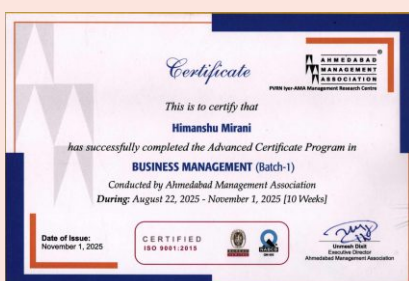 Certificate
AHMEDABAD
MANAGEMENT
ASSOCIATION
PVRN Iyer-AMA Management Research Centre
This is to certify that
Himanshu Mirani
has successfully completed the Advanced Certificate Program in
BUSINESS MANAGEMENT (Batch-1)
Conducted by Ahmedabad Management Association
During: August 22, 2025 - November 1, 2025 [10 Weeks]
Date of Issue:
November 1, 2025
CERTIFIED
ISO 9001:2015
Unmesh Dixit
Executive Director
Ahmedabad Management Association